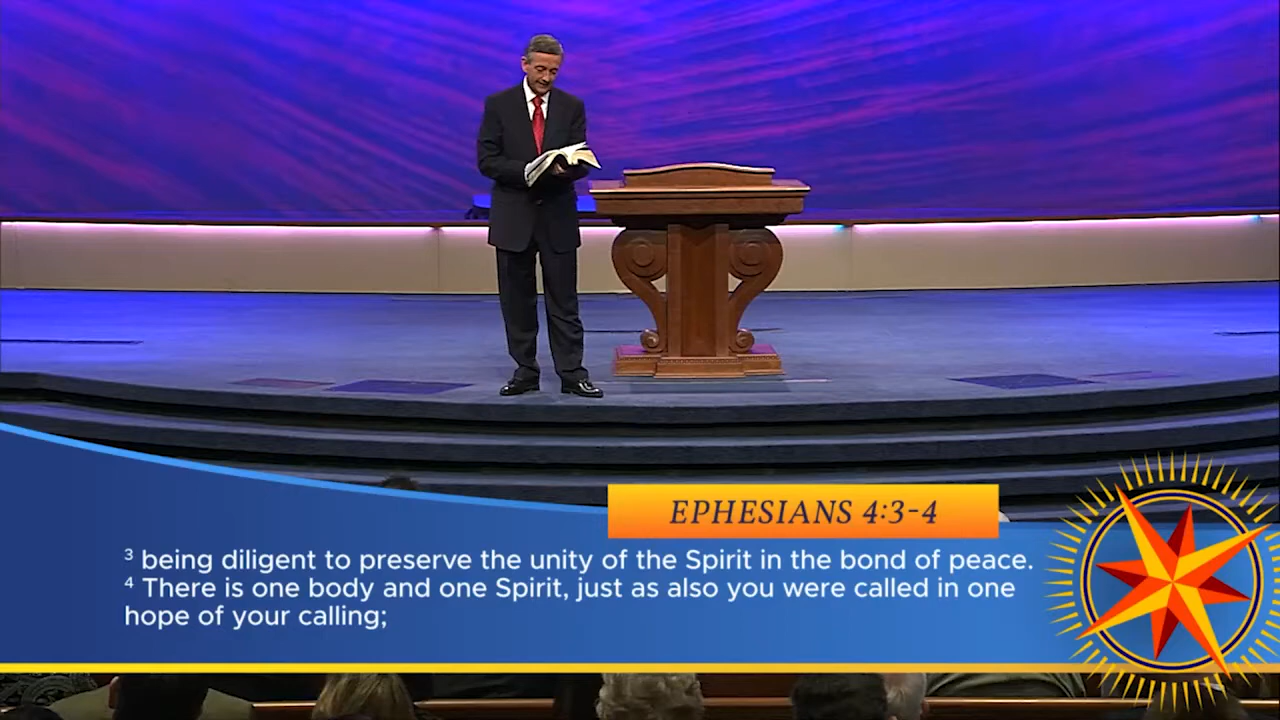 EPHESIANS 4:3-4
³ being diligent to preserve the unity of the Spirit in the bond of peace.
⁴ There is one body and one Spirit, just as also you were called in one
hope of your calling;